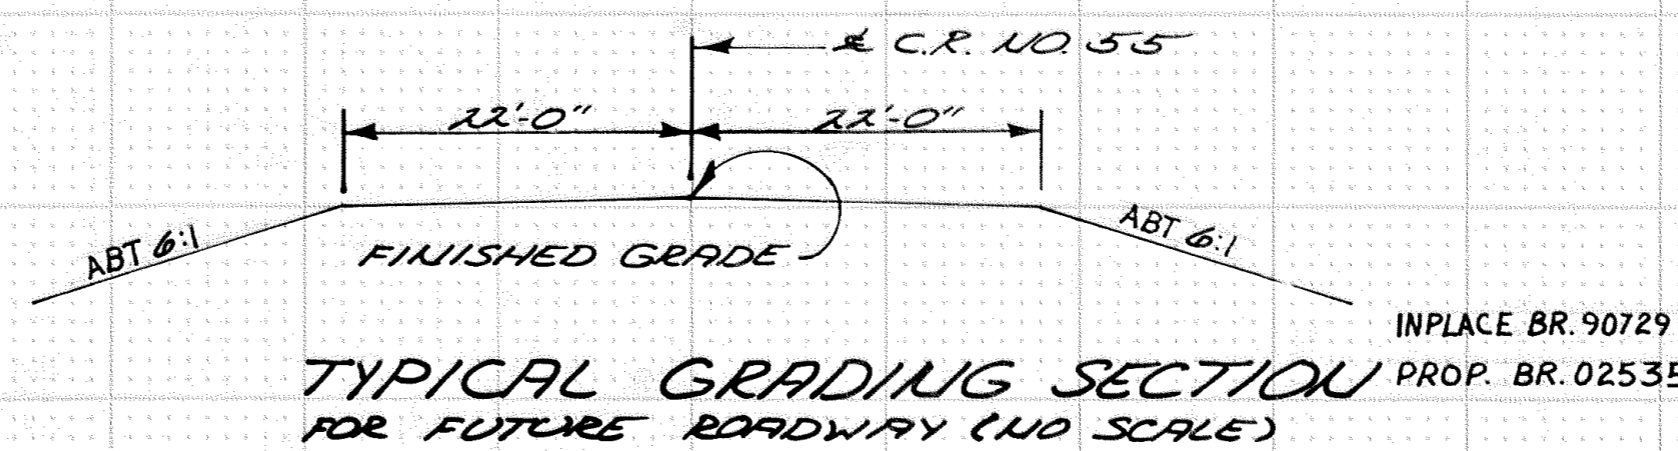 ℄ C.R. NO. 55
22'-0" 22'-0"
ABT 6:1
FINISHED GRADE
ABT 6:1
INPLACE BR. 90729
PROP. BR. 02535
TYPICAL GRADING SECTION
FOR FUTURE ROADWAY (NO SCALE)